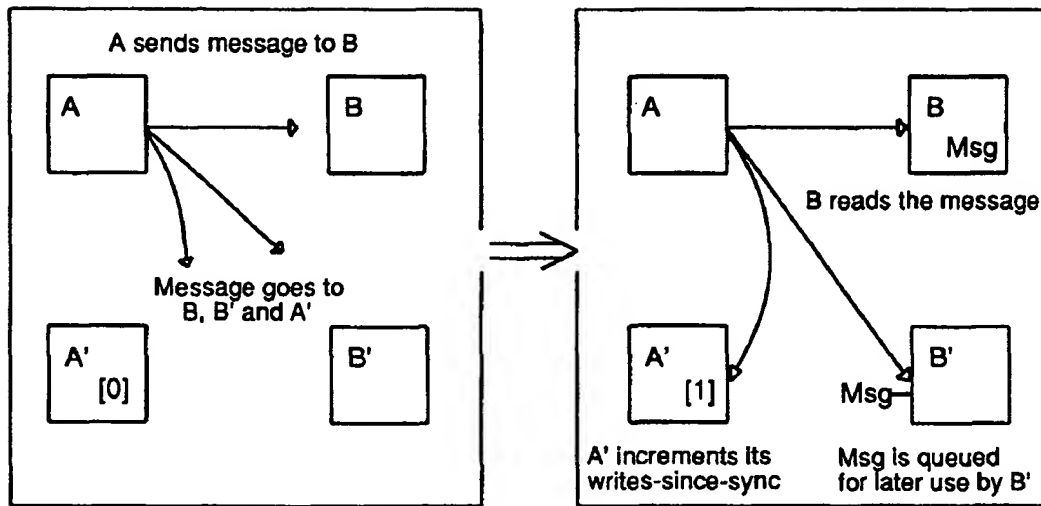 A sends message to B
A
B
Message goes to
B, B' and A'
A'
[0]
B'
A
B
Msg
B reads the message
A'
[1]
B'
Msg
A' increments its
writes-since-sync
Msg is queued
for later use by B'